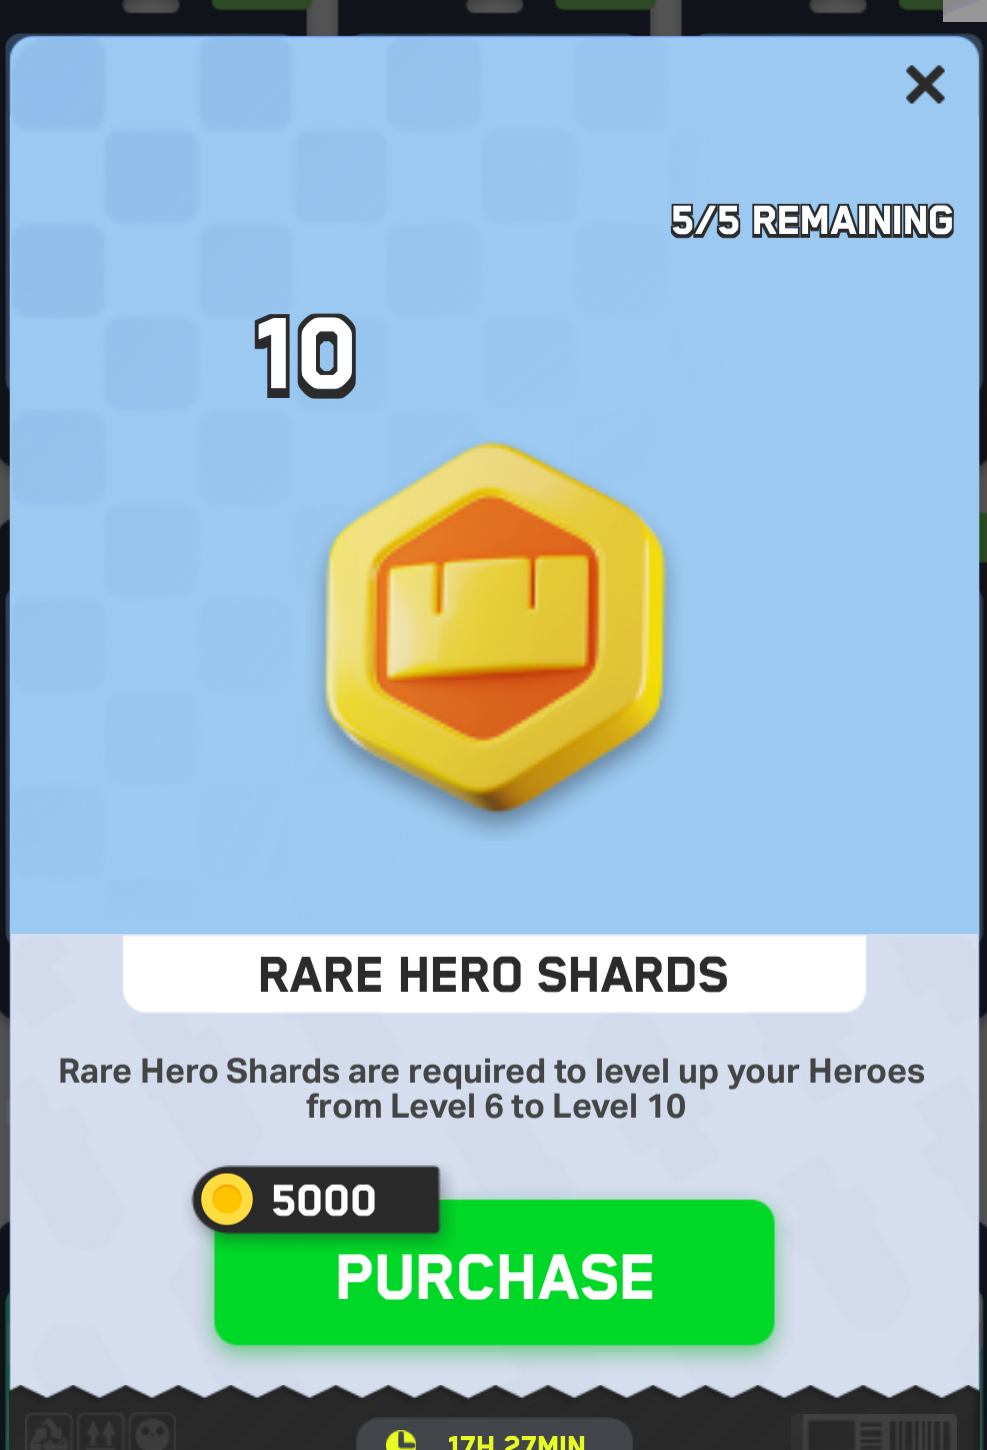 5/5 REMAINING
10
RARE HERO SHARDS
Rare Hero Shards are required to level up your Heroes
from Level 6 to Level 10
5000
PURCHASE
17H 27MIN